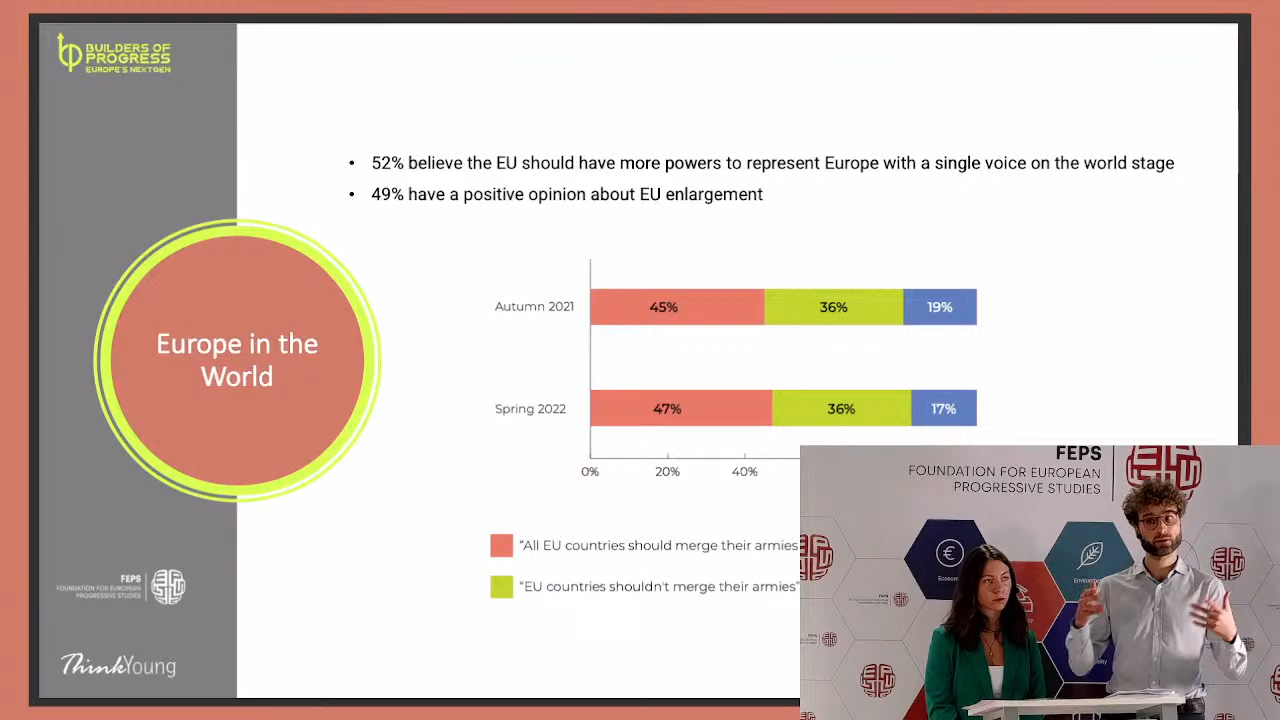 BUILDERS OF
PROGRESS
EUROPE'S NEXTGEN
• 52% believe the EU should have more powers to represent Europe with a single voice on the world stage
• 49% have a positive opinion about EU enlargement
Europe in the
World
Autumn 2021
45%
36%
19%
Spring 2022
47%
36%
17%
0%
20%
40%
"All EU countries should merge their armies
"EU countries shouldn't merge their armies"
FEPS
FOUNDATION FOR EUROPEAN
PROGRESSIVE STUDIES
ThinkYoung
FEPS
FOUNDATION FOR EUROPEAN
PROGRESSIVE STUDIES
€
FEPS